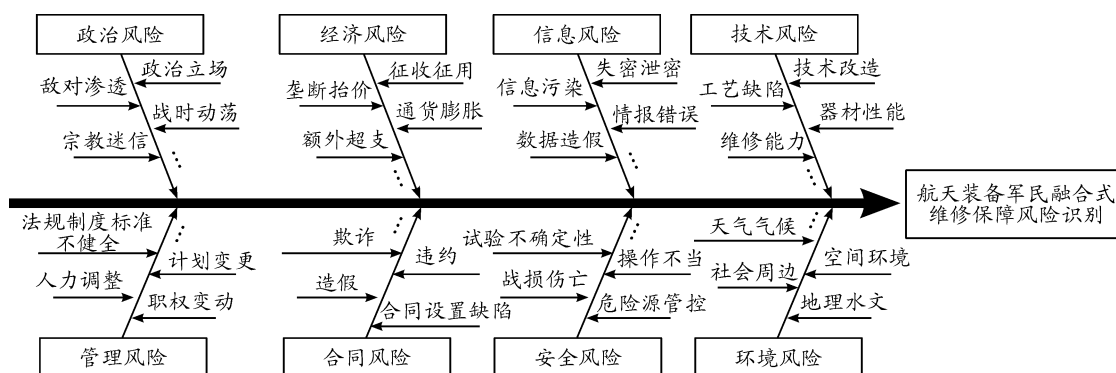 政治风险
经济风险
信息风险
技术风险
政治立场
敌对渗透
战时动荡
宗教迷信
征收征用
垄断抬价
通货膨胀
额外超支
失密泄密
信息污染
情报错误
数据造假
技术改造
工艺缺陷
器材性能
维修能力
航天装备军民融合式
维修保障风险识别
法规制度标准
不健全
计划变更
人力调整
职权变动
欺诈
违约
造假
合同设置缺陷
试验不确定性
操作不当
战损伤亡
危险源管控
天气气候
空间环境
社会周边
地理水文
管理风险
合同风险
安全风险
环境风险